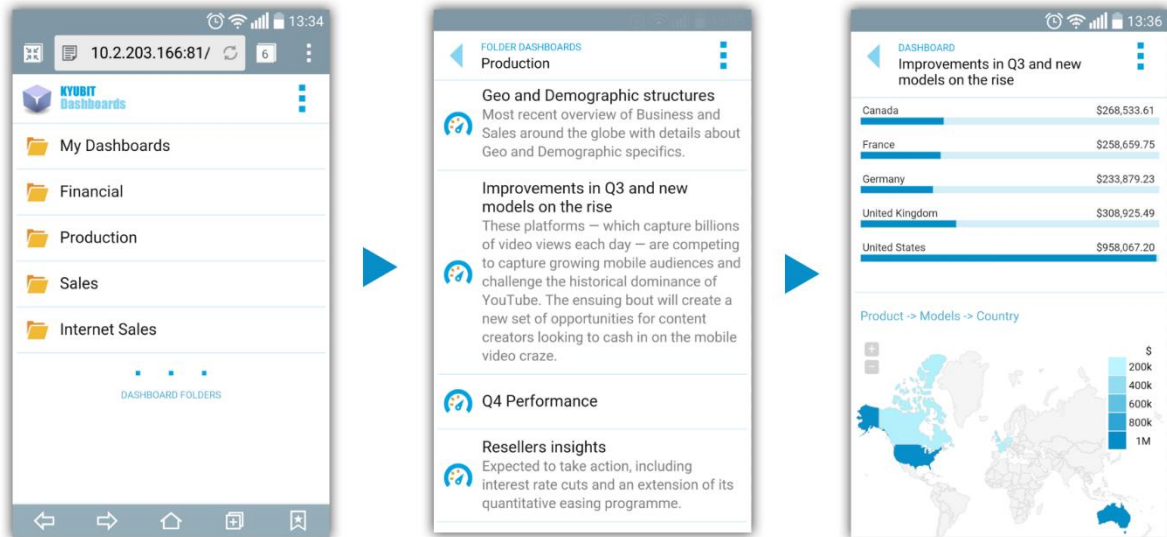 13:34
10.2.203.166:81/
6
KYUBIT
Dashboards
My Dashboards
Financial
Production
Sales
Internet Sales
DASHBOARD FOLDERS
FOLDER DASHBOARDS
Production
Geo and Demographic structures
Most recent overview of Business and
Sales around the globe with details about
Geo and Demographic specifics.
Improvements in Q3 and new
models on the rise
These platforms — which capture billions
of video views each day — are competing
to capture growing mobile audiences and
challenge the historical dominance of
YouTube. The ensuing bout will create a
new set of opportunities for content
creators looking to cash in on the mobile
video craze.
Q4 Performance
Resellers insights
Expected to take action, including
interest rate cuts and an extension of its
quantitative easing programme.
13:36
DASHBOARD
Improvements in Q3 and new
models on the rise
Canada $268,533.61
France $258,659.75
Germany $233,879.23
United Kingdom $308,925.49
United States $958,067.20
Product -> Models -> Country
$
200k
400k
600k
800k
1M